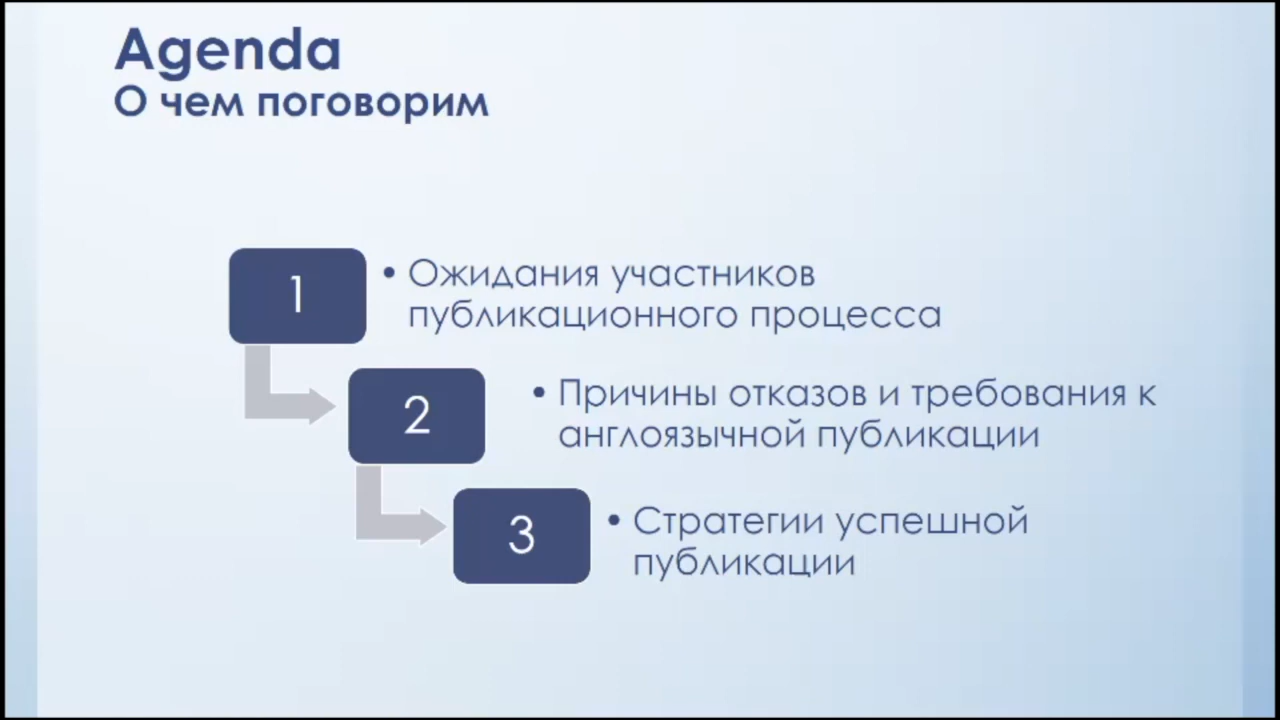 Agenda
О чем поговорим
1
• Ожидания участников
публикационного процесса
2
• Причины отказов и требования к
англоязычной публикации
3
• Стратегии успешной
публикации